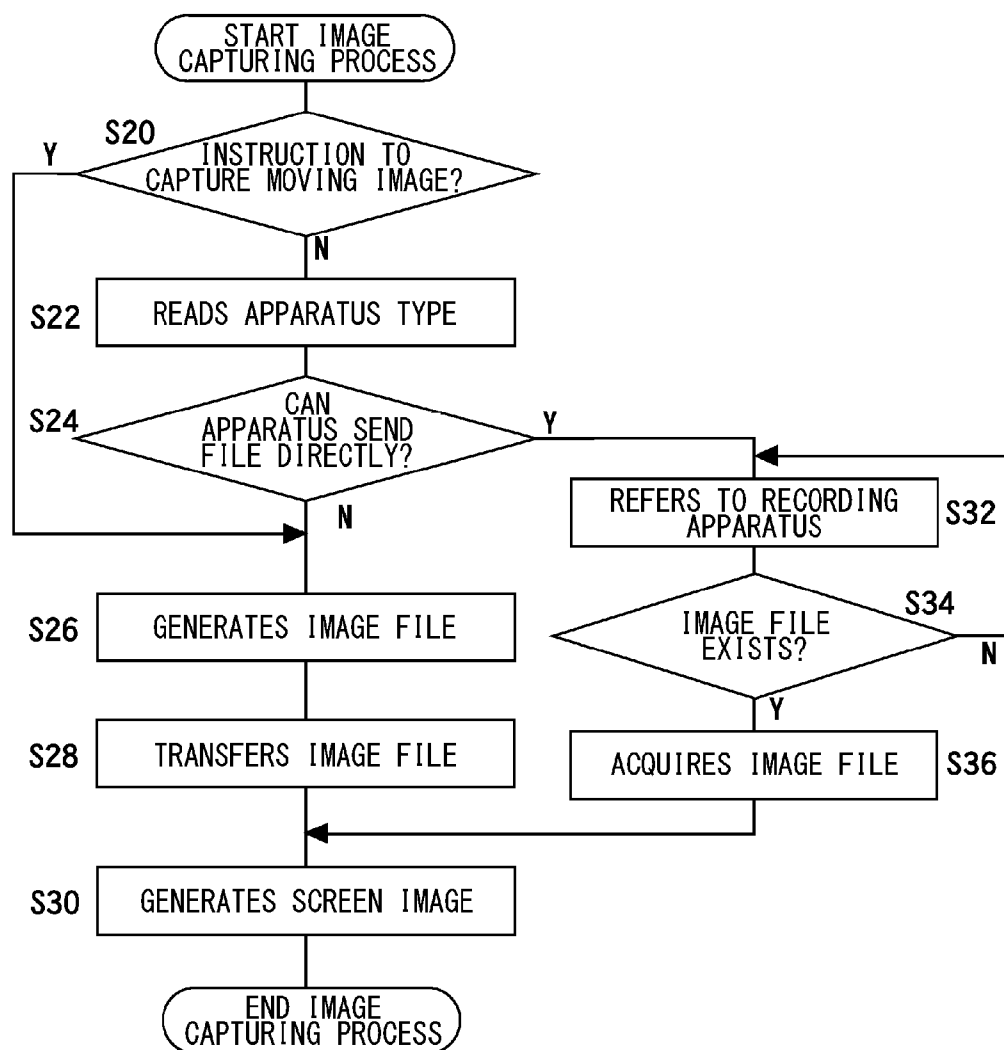 START IMAGE
CAPTURING PROCESS
S20
Y
INSTRUCTION TO
CAPTURE MOVING IMAGE?
N
S22
READS APPARATUS TYPE
S24
CAN
APPARATUS SEND
FILE DIRECTLY?
Y
N
REFERS TO RECORDING
APPARATUS
S32
S26
GENERATES IMAGE FILE
S34
IMAGE FILE
EXISTS?
N
Y
S28
TRANSFERS IMAGE FILE
ACQUIRES IMAGE FILE
S36
S30
GENERATES SCREEN IMAGE
END IMAGE
CAPTURING PROCESS